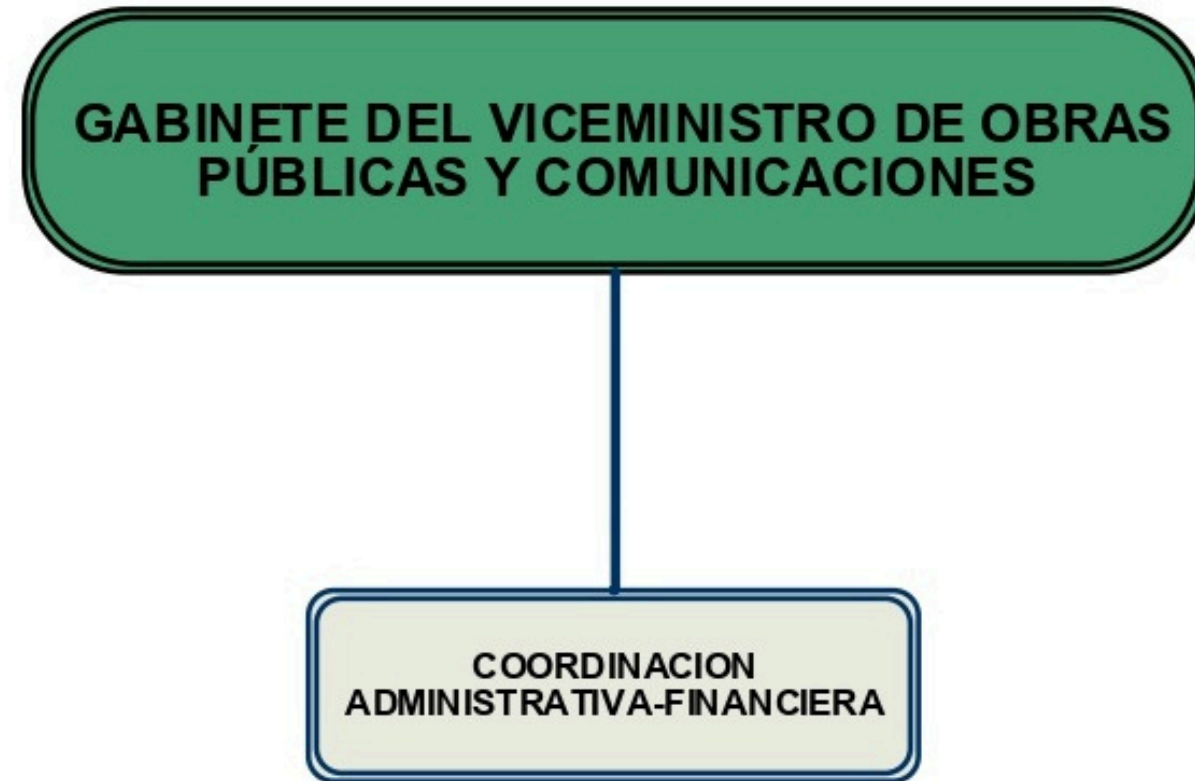 GABINETE DEL VICEMINISTRO DE OBRAS
PÚBLICAS Y COMUNICACIONES
COORDINACION
ADMINISTRATIVA-FINANCIERA